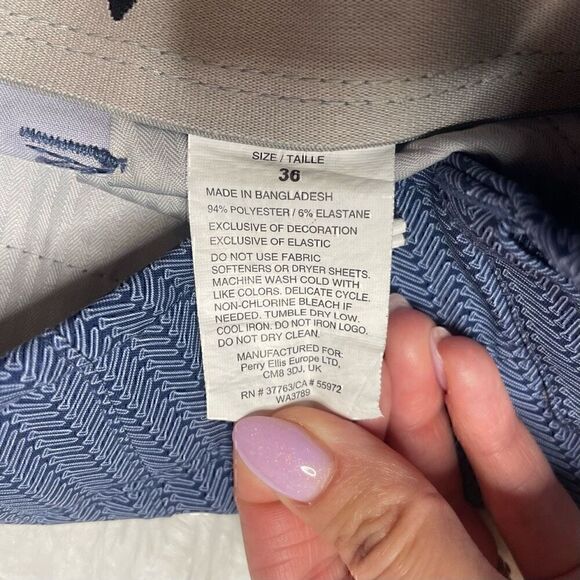 SIZE / TAILLE
36
MADE IN BANGLADESH
94% POLYESTER / 6% ELASTANE
EXCLUSIVE OF DECORATION
EXCLUSIVE OF ELASTIC
DO NOT USE FABRIC
SOFTENERS OR DRYER SHEETS.
MACHINE WASH COLD WITH
LIKE COLORS. DELICATE CYCLE.
NON-CHLORINE BLEACH IF
NEEDED. TUMBLE DRY LOW.
COOL IRON. DO NOT IRON LOGO.
DO NOT DRY CLEAN.
MANUFACTURED FOR:
Perry Ellis Europe LTD,
CM8 3DJ, UK
RN # 37763/CA # 55972
WA3789